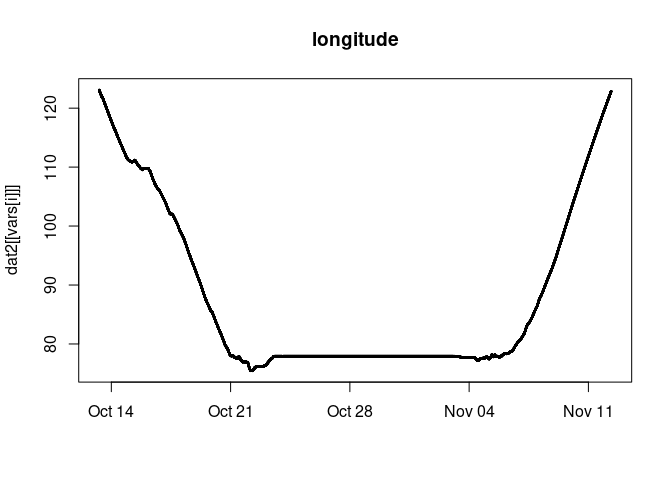 longitude
dat2[[vars[i]]]
120
110
100
90
80
Oct 14
Oct 21
Oct 28
Nov 04
Nov 11